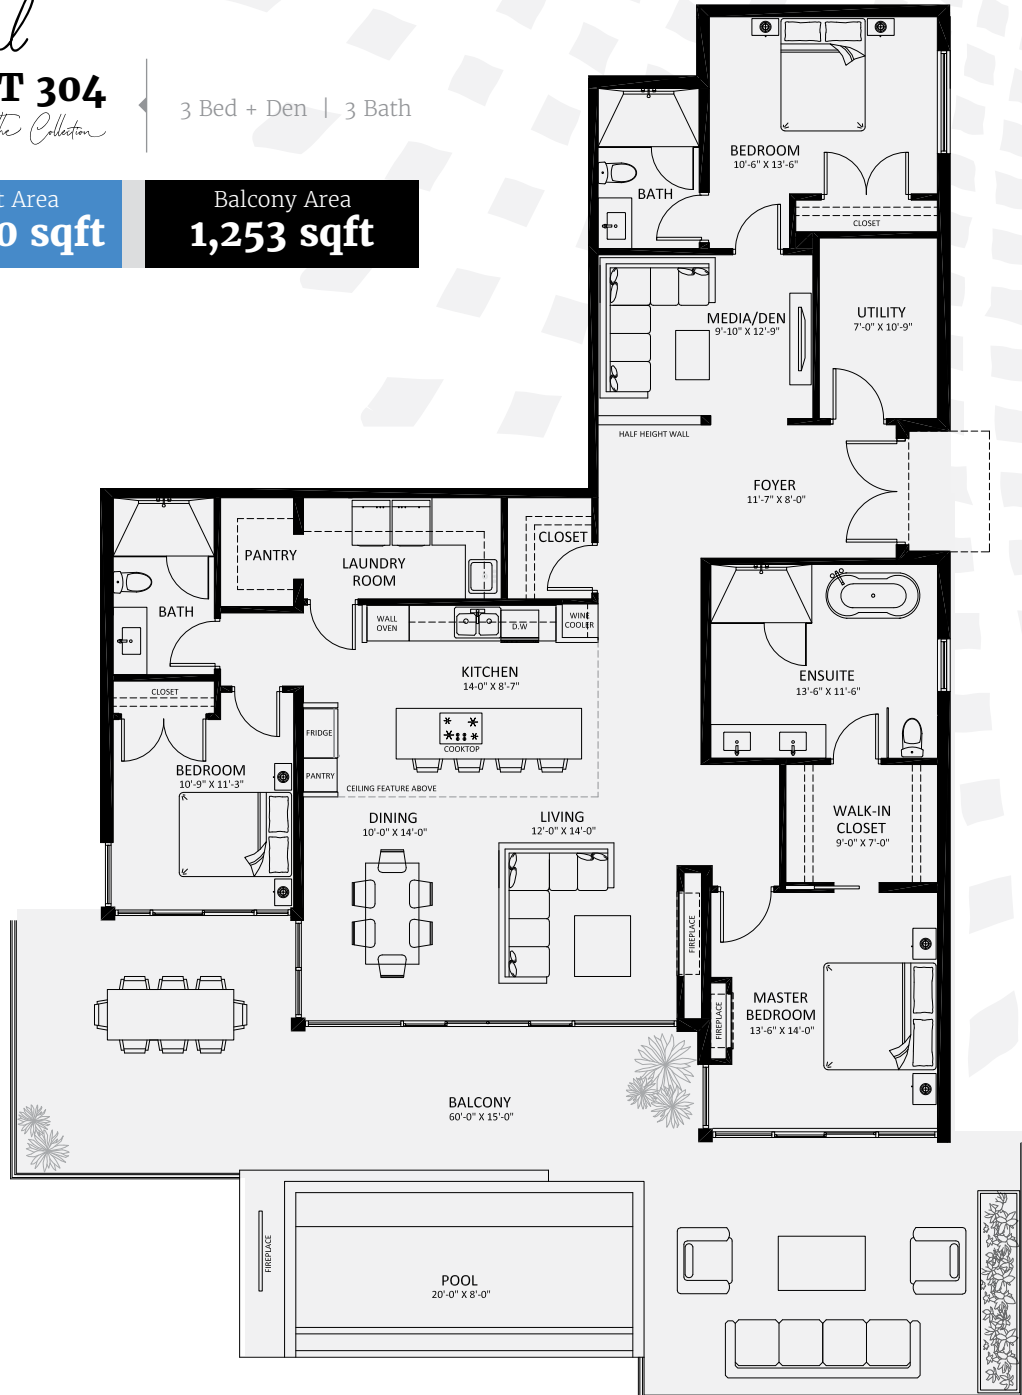 304
The Collection
3 Bed + Den | 3 Bath
Area
sqft
Balcony Area
1,253 sqft
BEDROOM
10'-6" X 13'-6"
BATH
CLOSET
MEDIA/DEN
9'-10" X 12'-9"
UTILITY
7'-0" X 10'-9"
HALF HEIGHT WALL
FOYER
11'-7" X 8'-0"
PANTRY
LAUNDRY
ROOM
CLOSET
BATH
WALL
OVEN
D.W
WINE
COOLER
KITCHEN
14-0" X 8'-7"
ENSUITE
13'-6" X 11'-6"
CLOSET
FRIDGE
COOKTOP
BEDROOM
10'-9" X 11'-3"
PANTRY
CEILING FEATURE ABOVE
DINING
10'-0" X 14'-0"
LIVING
12'-0" X 14'-0"
WALK-IN
CLOSET
9'-0" X 7'-0"
FIREPLACE
FIREPLACE
MASTER
BEDROOM
13'-6" X 14'-0"
BALCONY
60'-0" X 15'-0"
FIREPLACE
POOL
20'-0" X 8'-0"